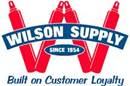 WILSON SUPPLY
SINCE 1954
Built on Customer Loyalty